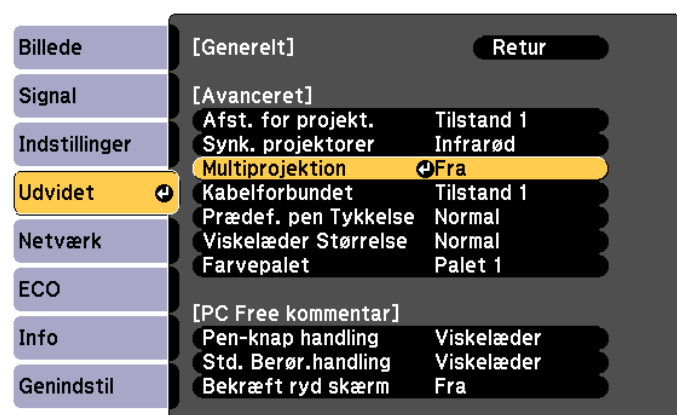 Billede
Signal
Indstillinger
Udvidet
Netværk
ECO
Info
Genindstil
[Generelt] Retur
[Avanceret]
Afst. for projekt. Tilstand 1
Synk. projektorer Infrarød
Multiprojektion Fra
Kabelforbundet Tilstand 1
Prædef. pen Tykkelse Normal
Viskelæder Størrelse Normal
Farvepalet Palet 1
[PC Free kommentar]
Pen-knap handling Viskelæder
Std. Berør.handling Viskelæder
Bekræft ryd skærm Fra